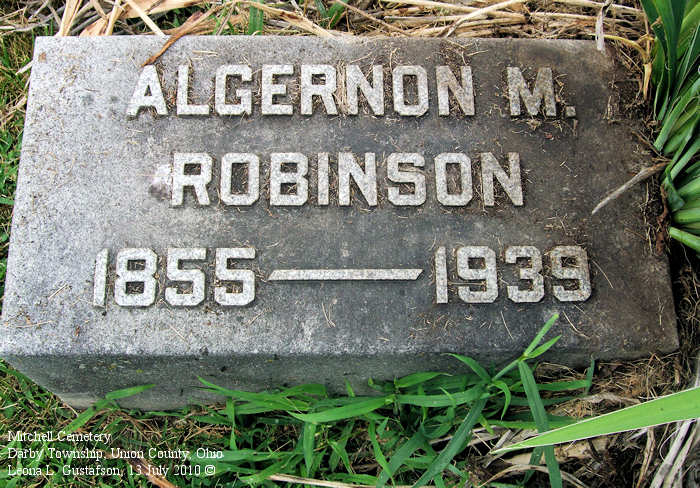 ALGERNON M.
ROBINSON
1855 — 1939
Mitchell Cemetery
Darby Township, Union County, Ohio
Leona L. Gustafson, 13 July 2010 ©